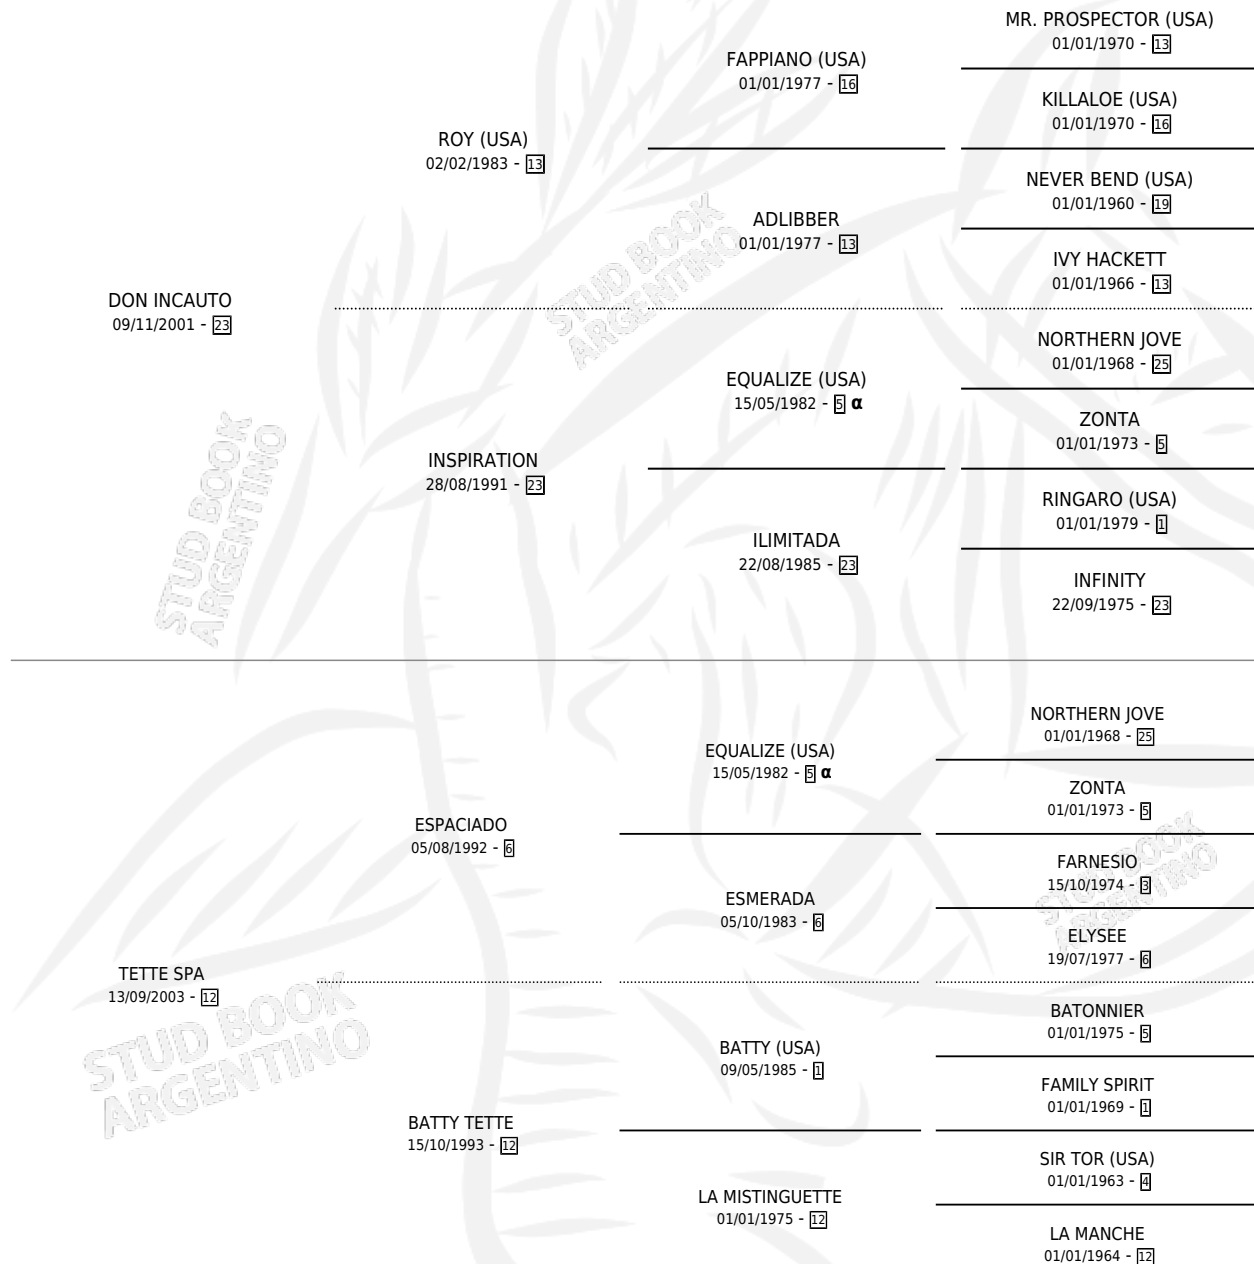 MR. PROSPECTOR (USA)
01/01/1970 - 13
FAPPIANO (USA)
01/01/1977 - 16
KILLALOE (USA)
01/01/1970 - 16
ROY (USA)
02/02/1983 - 13
NEVER BEND (USA)
01/01/1960 - 19
ADLIBBER
01/01/1977 - 13
IVY HACKETT
01/01/1966 - 13
DON INCAUTO
09/11/2001 - 23
NORTHERN JOVE
01/01/1968 - 25
EQUALIZE (USA)
15/05/1982 - 5 α
ZONTA
01/01/1973 - 5
INSPIRATION
28/08/1991 - 23
RINGARO (USA)
01/01/1979 - 1
ILIMITADA
22/08/1985 - 23
INFINITY
22/09/1975 - 23
NORTHERN JOVE
01/01/1968 - 25
EQUALIZE (USA)
15/05/1982 - 5 α
ZONTA
01/01/1973 - 5
ESPACIADO
05/08/1992 - 6
FARNESIO
15/10/1974 - 3
ESMERADA
05/10/1983 - 6
ELYSEE
19/07/1977 - 6
TETTE SPA
13/09/2003 - 12
BATONNIER
01/01/1975 - 5
BATTY (USA)
09/05/1985 - 1
FAMILY SPIRIT
01/01/1969 - 1
BATTY TETTE
15/10/1993 - 12
SIR TOR (USA)
01/01/1963 - 4
LA MISTINGUETTE
01/01/1975 - 12
LA MANCHE
01/01/1964 - 12
STUD BOOK
ARGENTINO
STUD BOOK
ARGENTINO
STUD BOOK
ARGENTINO
STUD BOOK
ARGENTINO